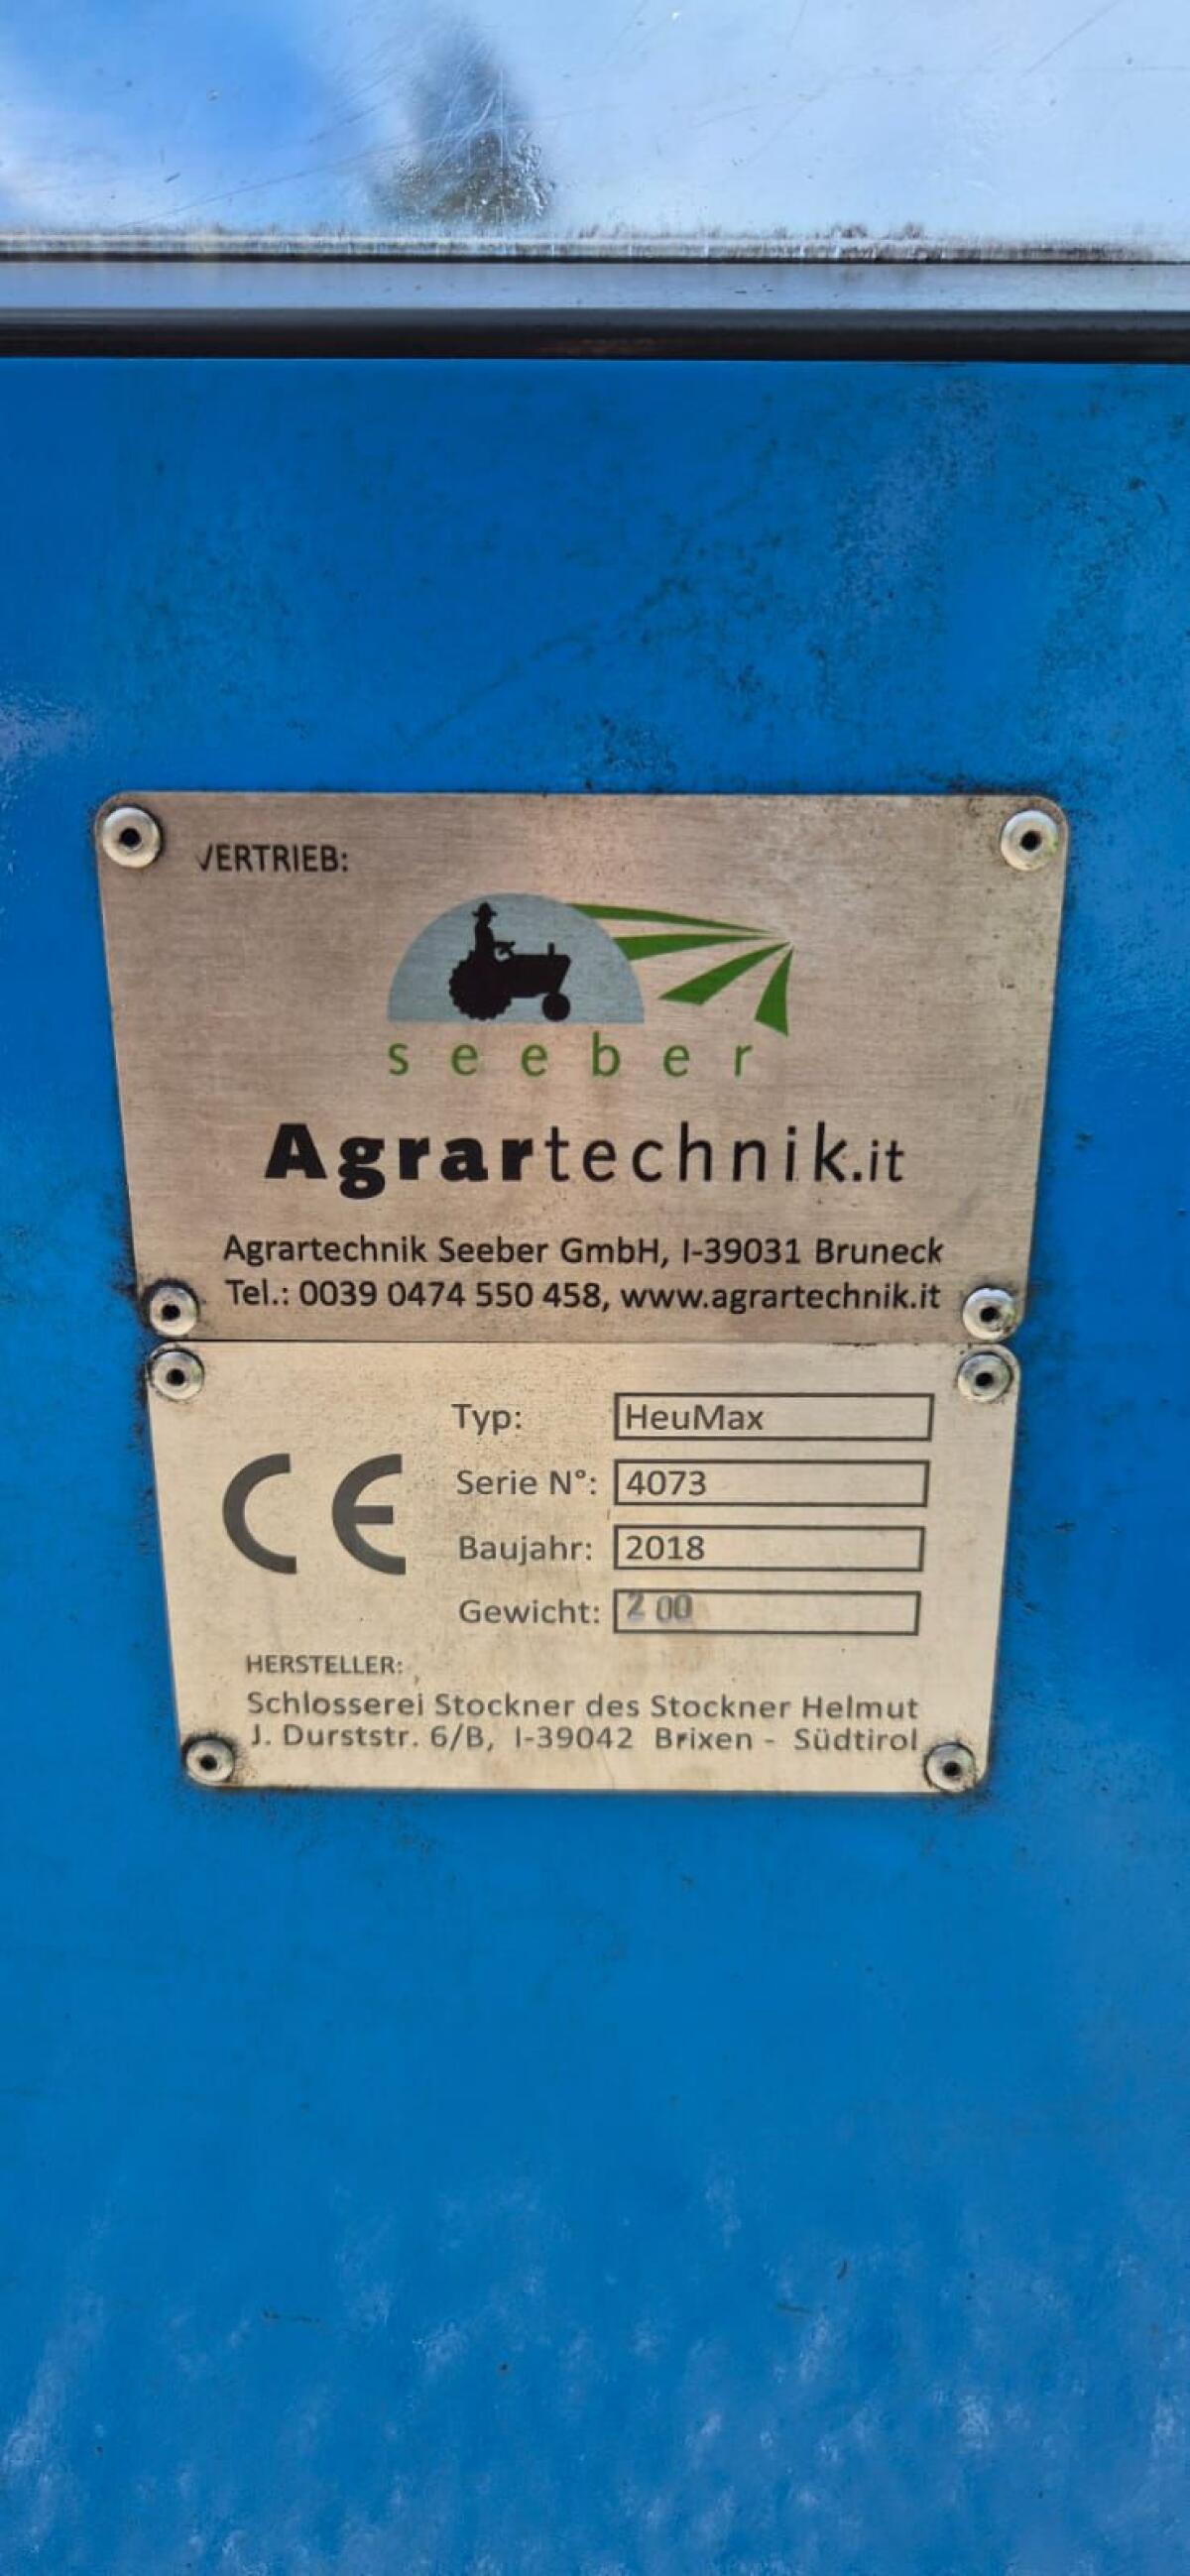 VERTRIEB:
seeber
Agrartechnik.it
Agrartechnik Seeber GmbH, I-39031 Bruneck
Tel.: 0039 0474 550 458, www.agrartechnik.it
CE
Typ: HeuMax
Serie N°: 4073
Baujahr: 2018
Gewicht: 200
HERSTELLER:
Schlosserei Stockner des Stockner Helmut
J. Durststr. 6/B, I-39042 Brixen - Südtirol